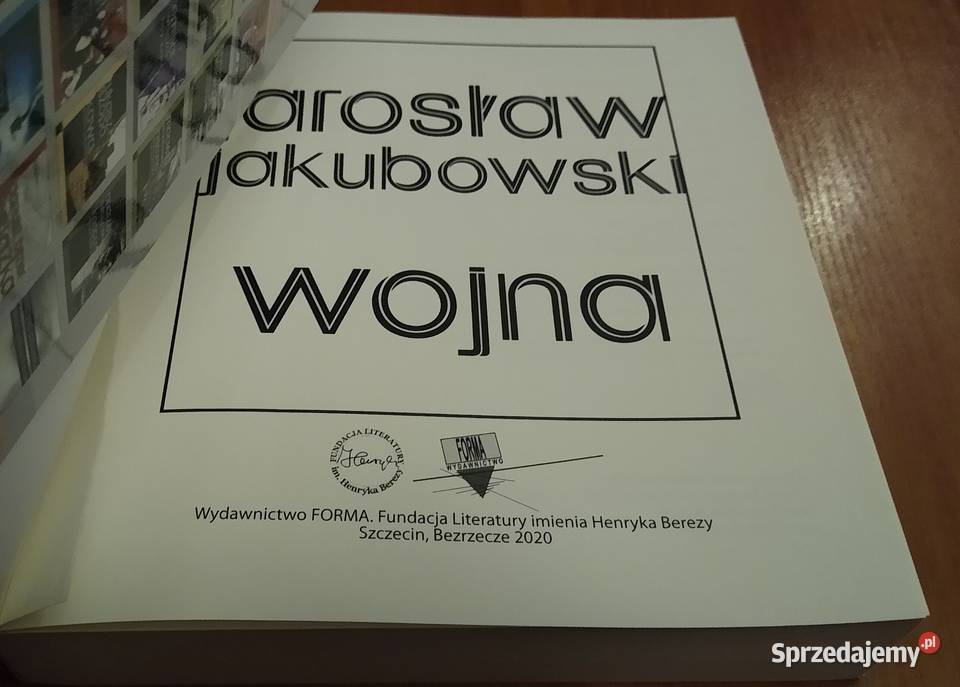 arosław
jakubowski
wojna
FUNDACJA LITERATURY
im. Henryka Berezy
FORMA
WYDAWNICTWO
Wydawnictwo FORMA. Fundacja Literatury imienia Henryka Berezy
Szczecin, Bezrzecze 2020
Sprzedajemy.pl